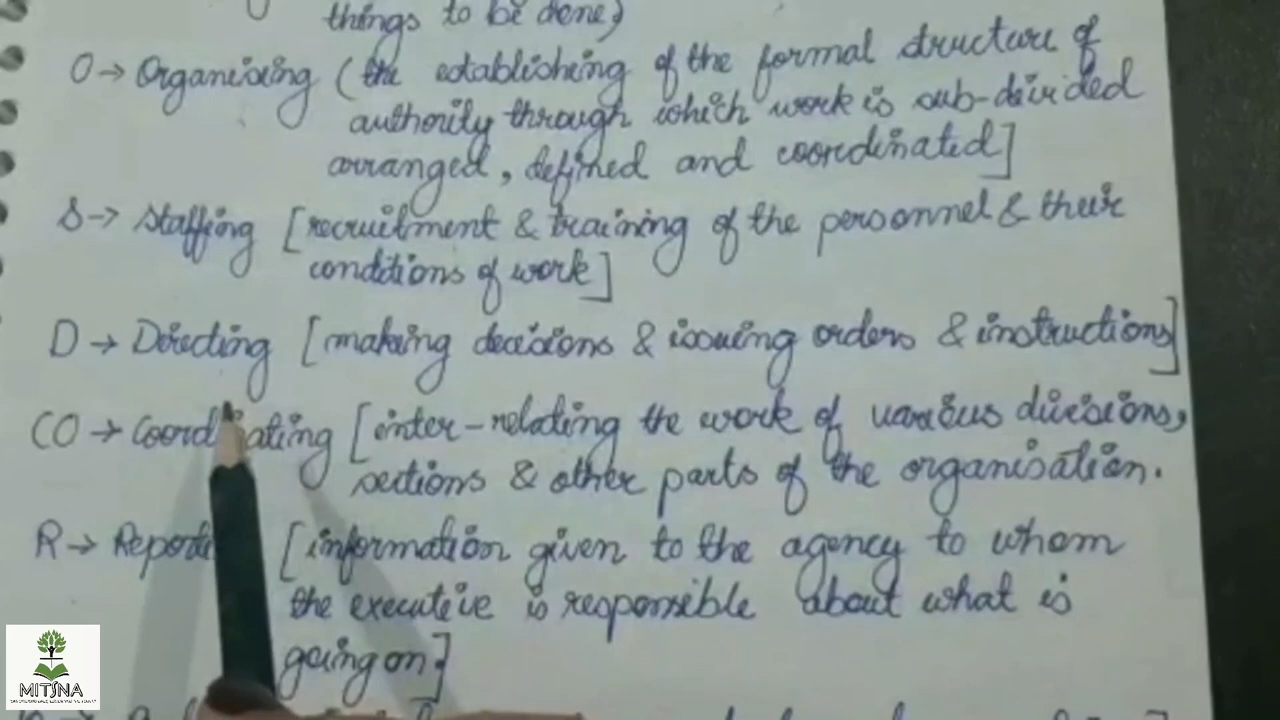 things to be done)
O → Organising (the establishing of the formal structure of
authority through which work is sub-divided
arranged, defined and coordinated]
S → Staffing [recruitment & training of the personnel & their
conditions of work]
D → Directing [making decisions & issuing orders & instructions]
CO → Coordinating [inter-relating the work of various divisions,
sections & other parts of the organisation.
R → [information given to the agency to whom
the executive is responsible about what is
going on.]
MITJNA